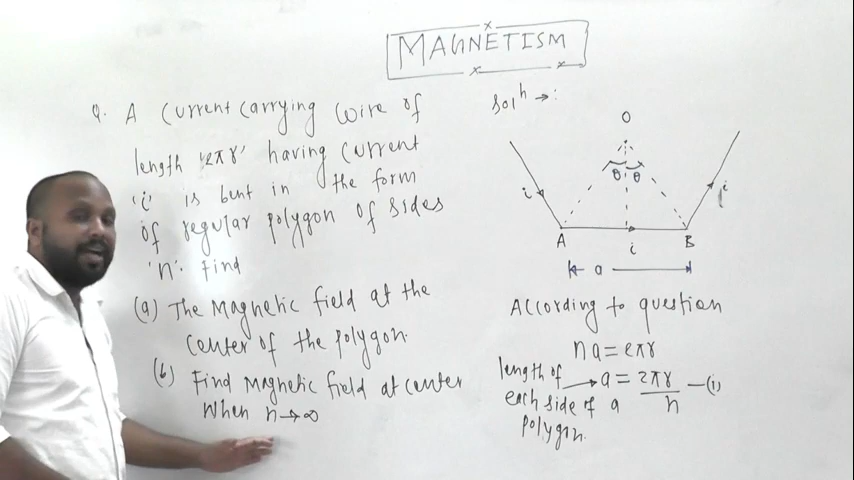 MAGNETISM
Q. A Current carrying wire of
length '2πr' having current
'i' is bent in the form
of regular polygon of sides
'n'. Find
(a) The Magnetic field at the
Center of the polygon.
(b) Find Magnetic field at center
When n→∞
Solⁿ →:
O
θ θ
i
i
A
B
i
a
According to question
na = 2πr
length of
each side of a
polygon.
a = 2πr/n —(i)